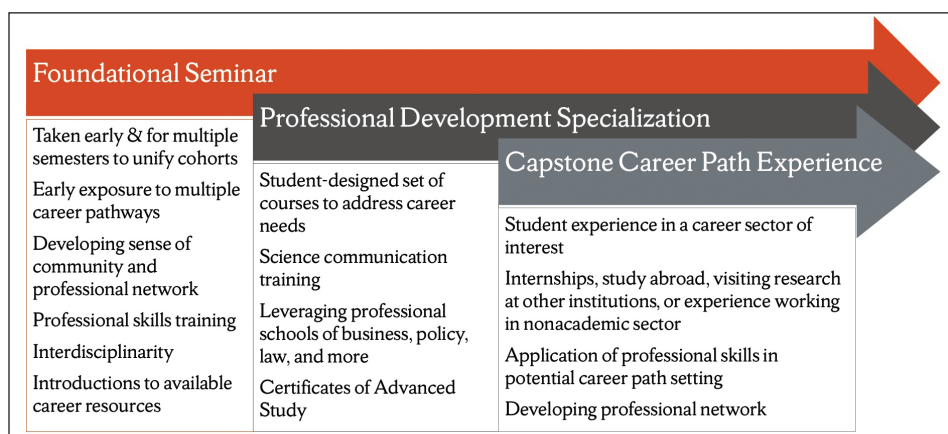 Foundational Seminar
Taken early & for multiple
semesters to unify cohorts
Early exposure to multiple
career pathways
Developing sense of
community and
professional network
Professional skills training
Interdisciplinarity
Introductions to available
career resources
Professional Development Specialization
Student-designed set of
courses to address career
needs
Science communication
training
Leveraging professional
schools of business, policy,
law, and more
Certificates of Advanced
Study
Capstone Career Path Experience
Student experience in a career sector of
interest
Internships, study abroad, visiting research
at other institutions, or experience working
in nonacademic sector
Application of professional skills in
potential career path setting
Developing professional network